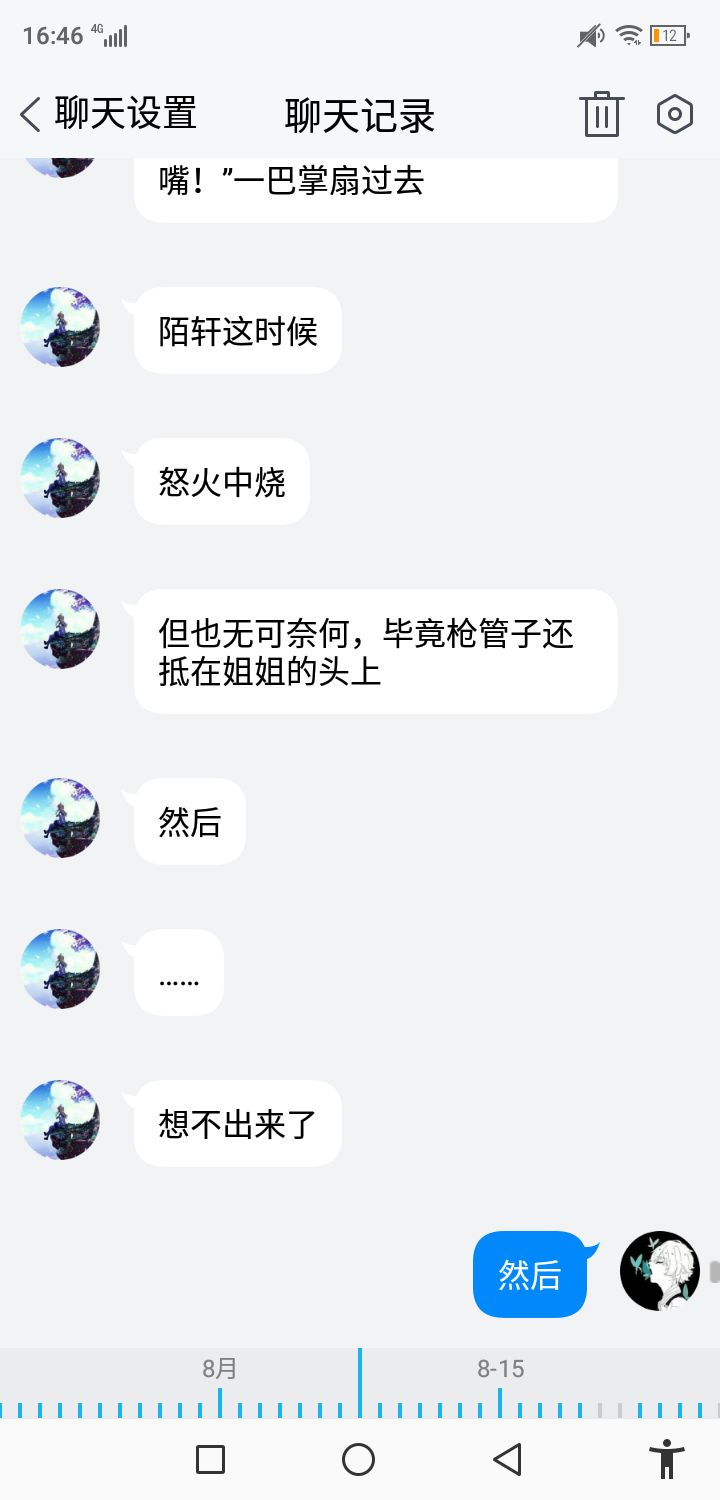 16:46 4G 12
聊天设置 聊天记录
嘴！”一巴掌扇过去
陌轩这时候
怒火中烧
但也无可奈何，毕竟枪管子还
抵在姐姐的头上
然后
……
想不出来了
然后
8月 8-15